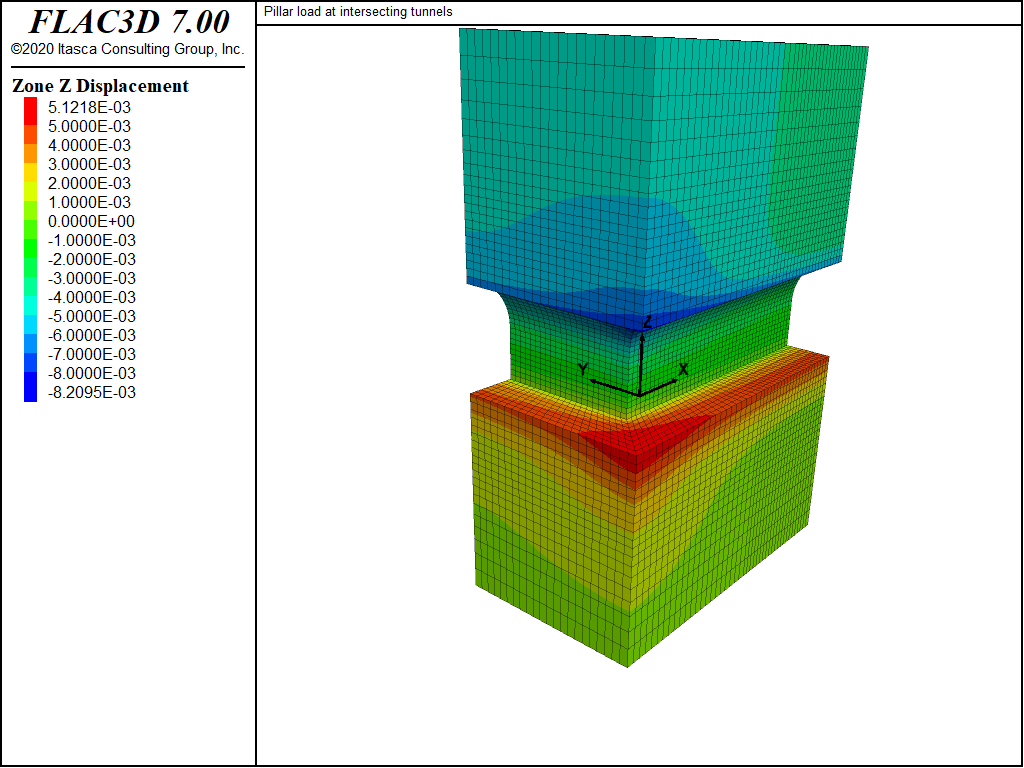 FLAC3D 7.00
©2020 Itasca Consulting Group, Inc.
Zone Z Displacement
5.1218E-03
5.0000E-03
4.0000E-03
3.0000E-03
2.0000E-03
1.0000E-03
0.0000E+00
-1.0000E-03
-2.0000E-03
-3.0000E-03
-4.0000E-03
-5.0000E-03
-6.0000E-03
-7.0000E-03
-8.0000E-03
-8.2095E-03
Pillar load at intersecting tunnels
Z
Y
X